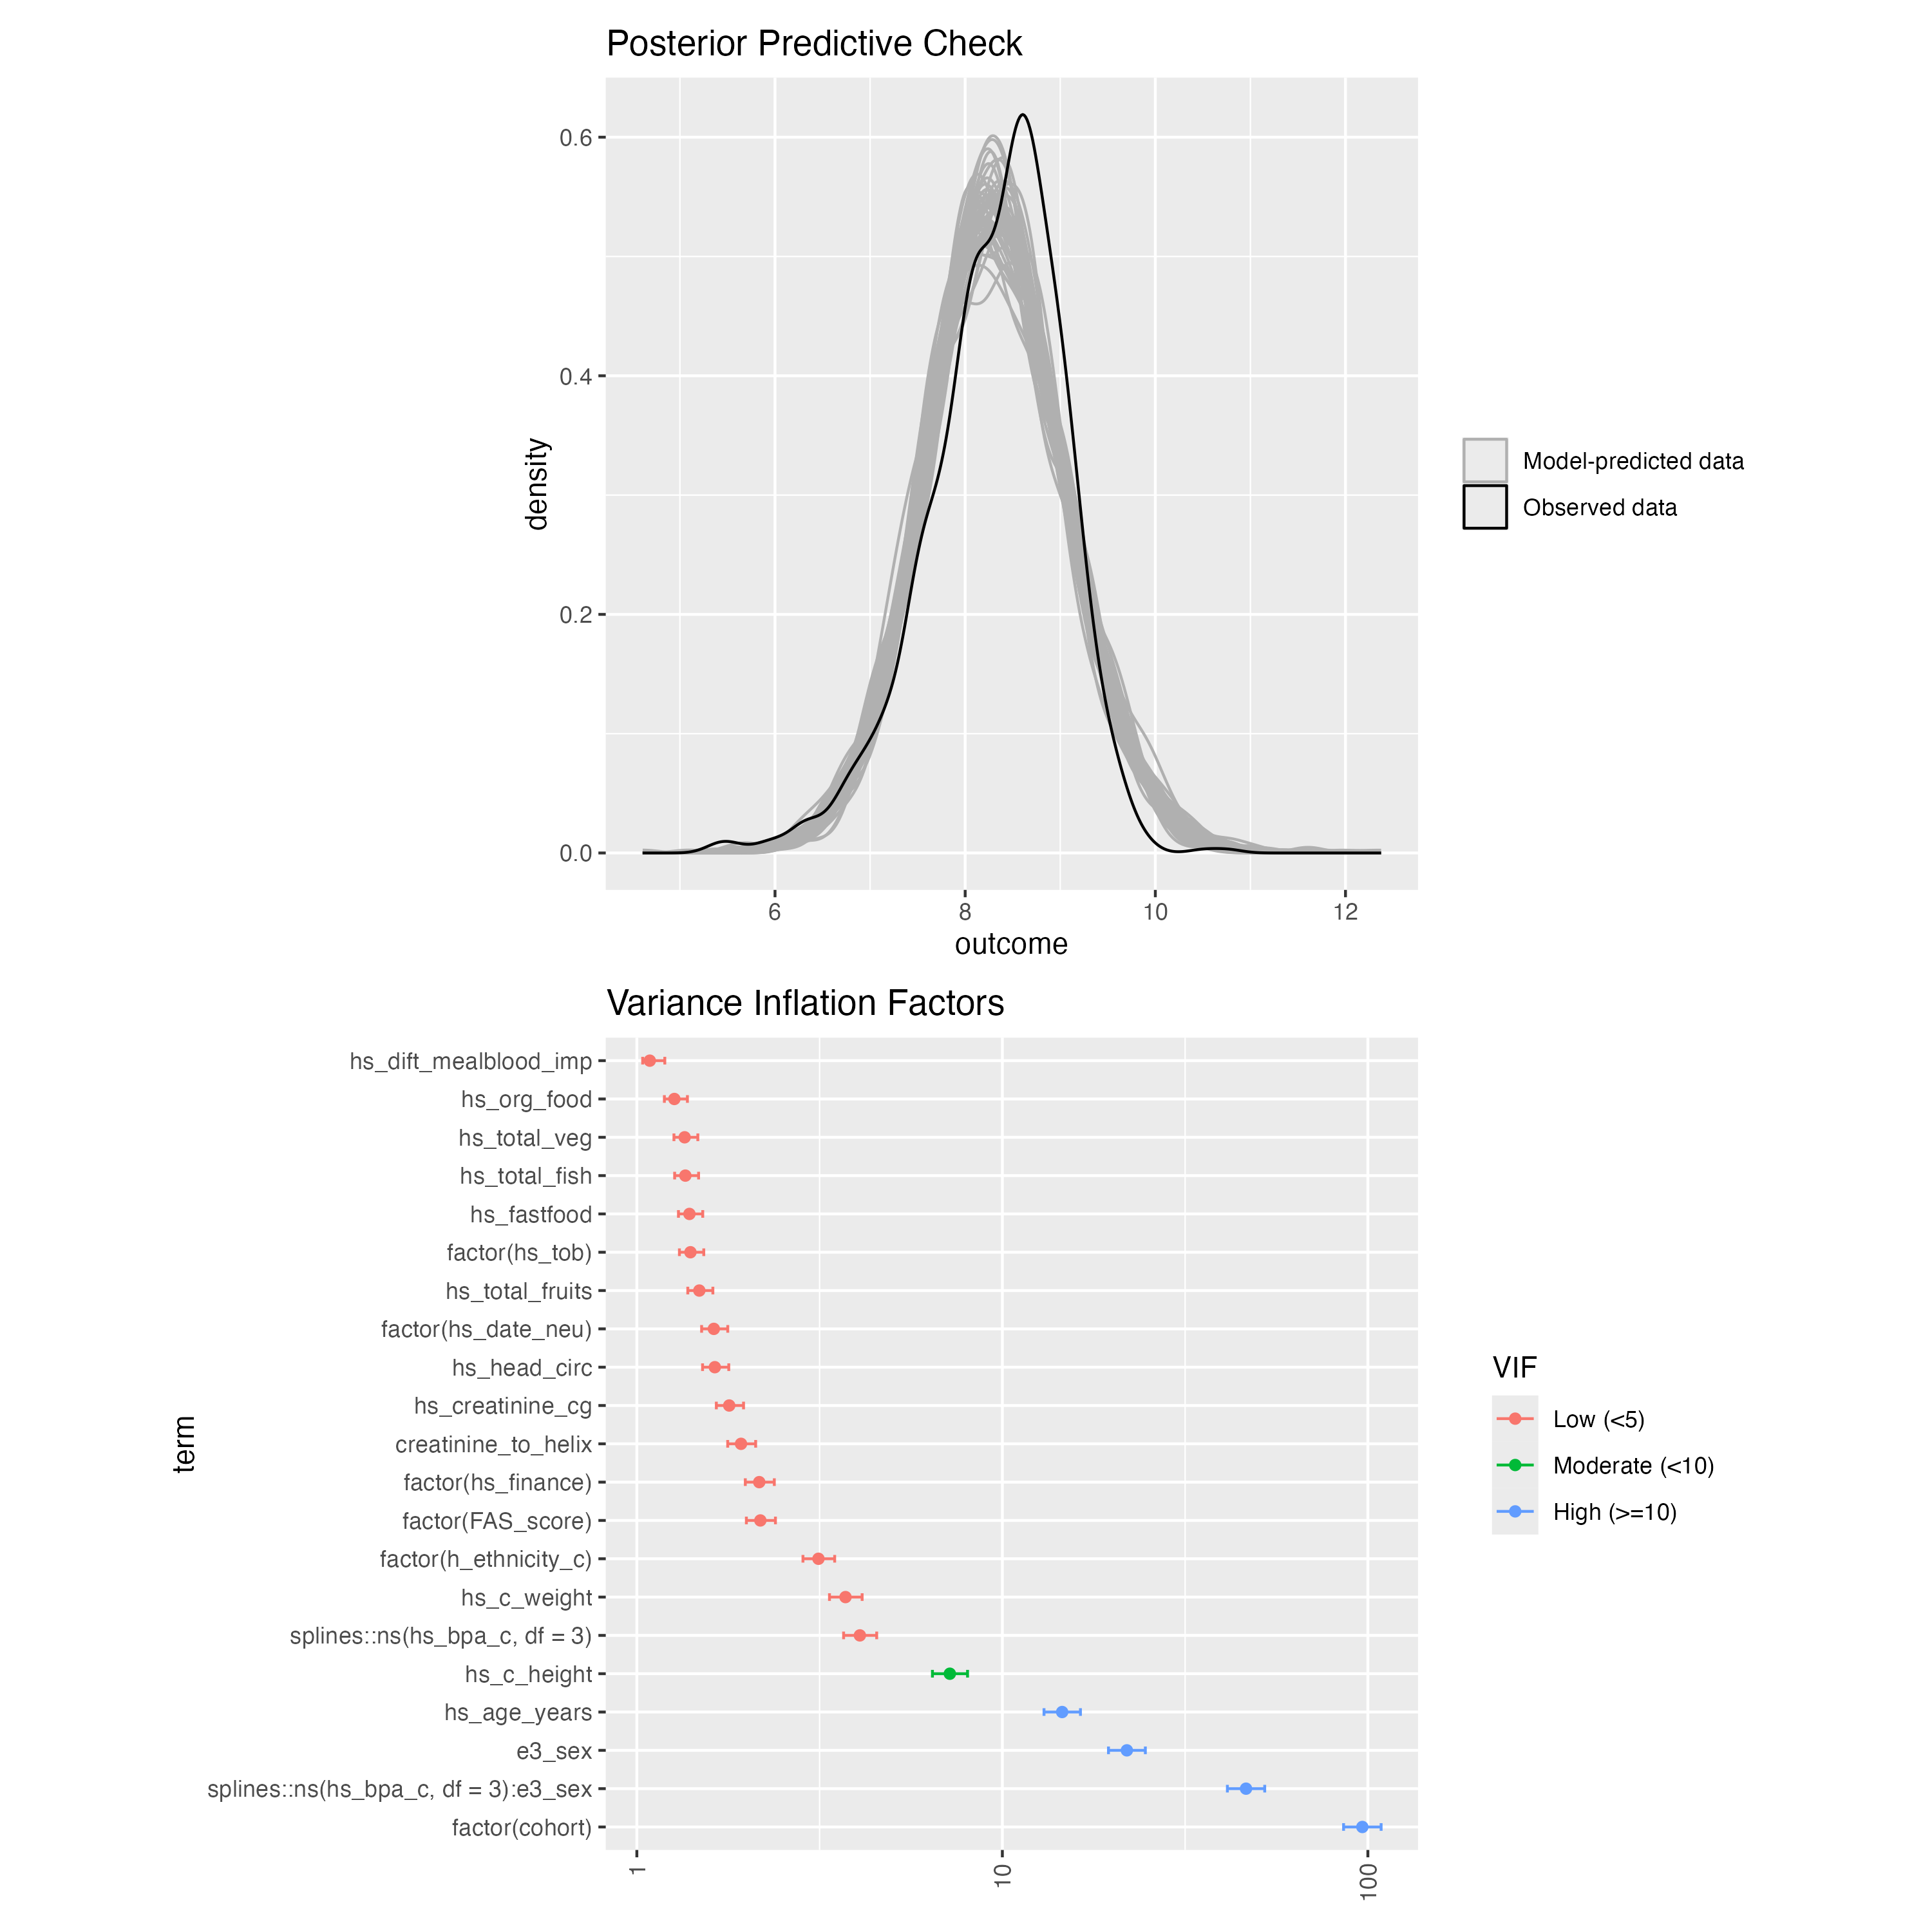 Posterior Predictive Check
0.6
0.4
0.2
0.0
density
6 8 10 12
outcome
Model-predicted data
Observed data
Variance Inflation Factors
hs_dift_mealblood_imp
hs_org_food
hs_total_veg
hs_total_fish
hs_fastfood
factor(hs_tob)
hs_total_fruits
factor(hs_date_neu)
hs_head_circ
hs_creatinine_cg
creatinine_to_helix
factor(hs_finance)
factor(FAS_score)
factor(h_ethnicity_c)
hs_c_weight
splines::ns(hs_bpa_c, df = 3)
hs_c_height
hs_age_years
e3_sex
splines::ns(hs_bpa_c, df = 3):e3_sex
factor(cohort)
term
1 10 100
VIF
Low (<5)
Moderate (<10)
High (>=10)